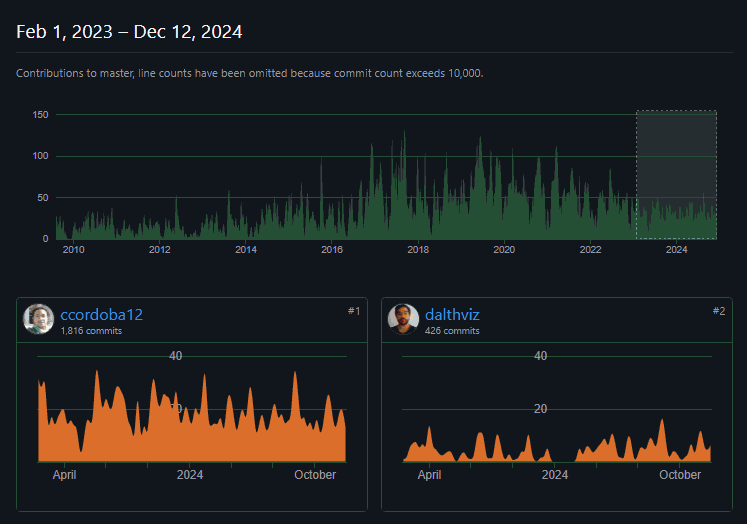 Feb 1, 2023 – Dec 12, 2024
Contributions to master, line counts have been omitted because commit count exceeds 10,000.
150
100
50
0
2010 2012 2014 2016 2018 2020 2022 2024
ccordoba12 #1
1,816 commits
40
20
April 2024 October
dalthviz #2
426 commits
40
20
April 2024 October